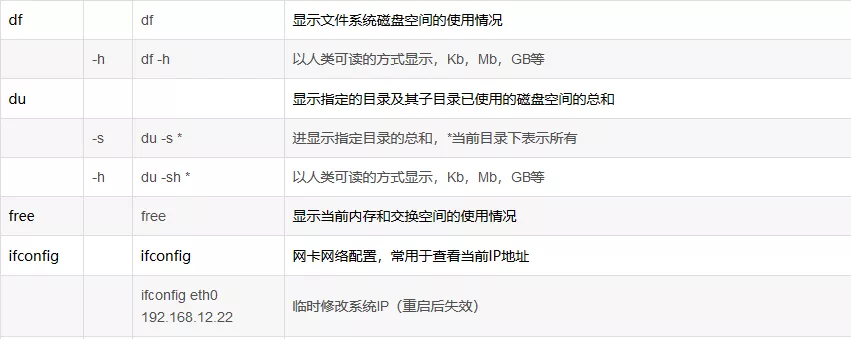 df df 显示文件系统磁盘空间的使用情况
-h df -h 以人类可读的方式显示，Kb，Mb，GB等
du 显示指定的目录及其子目录已使用的磁盘空间的总和
-s du -s * 进显示指定目录的总和，*当前目录下表示所有
-h du -sh * 以人类可读的方式显示，Kb，Mb，GB等
free free 显示当前内存和交换空间的使用情况
ifconfig ifconfig 网卡网络配置，常用于查看当前IP地址
ifconfig eth0
192.168.12.22
临时修改系统IP（重启后失效）